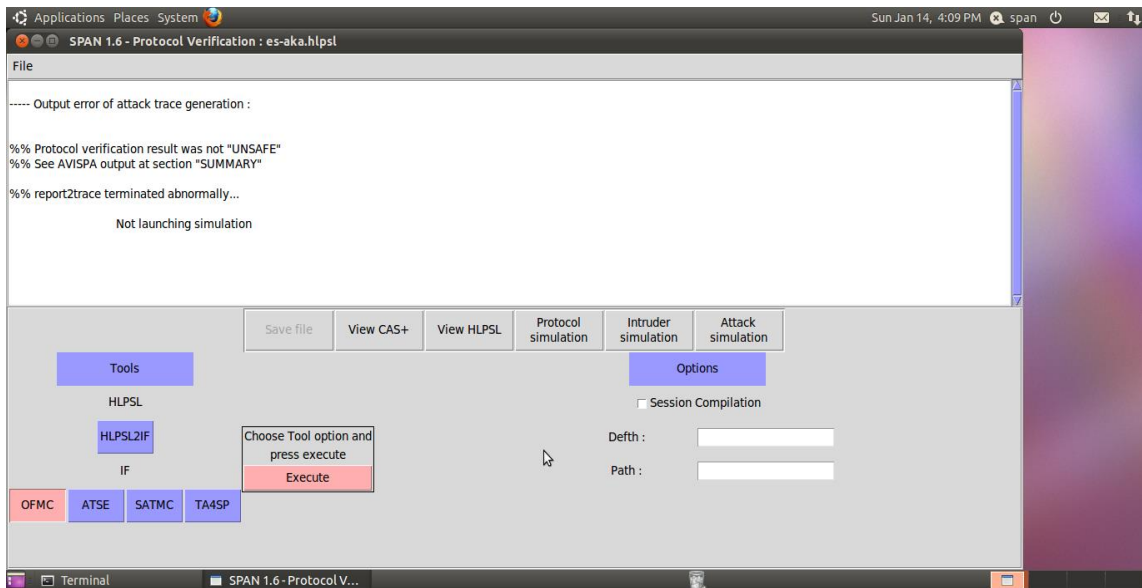 Applications Places System Sun Jan 14, 4:09 PM span
SPAN 1.6 - Protocol Verification : es-aka.hlpsl
File
----- Output error of attack trace generation :
%% Protocol verification result was not "UNSAFE"
%% See AVISPA output at section "SUMMARY"
%% report2trace terminated abnormally...
Not launching simulation
Save file
View CAS+
View HLPSL
Protocol
simulation
Intruder
simulation
Attack
simulation
Tools
Options
HLPSL
Session Compilation
HLPSL2IF
Choose Tool option and
press execute
Execute
Defth :
IF
Path :
OFMC ATSE SATMC TA4SP
Terminal SPAN 1.6 - Protocol V...